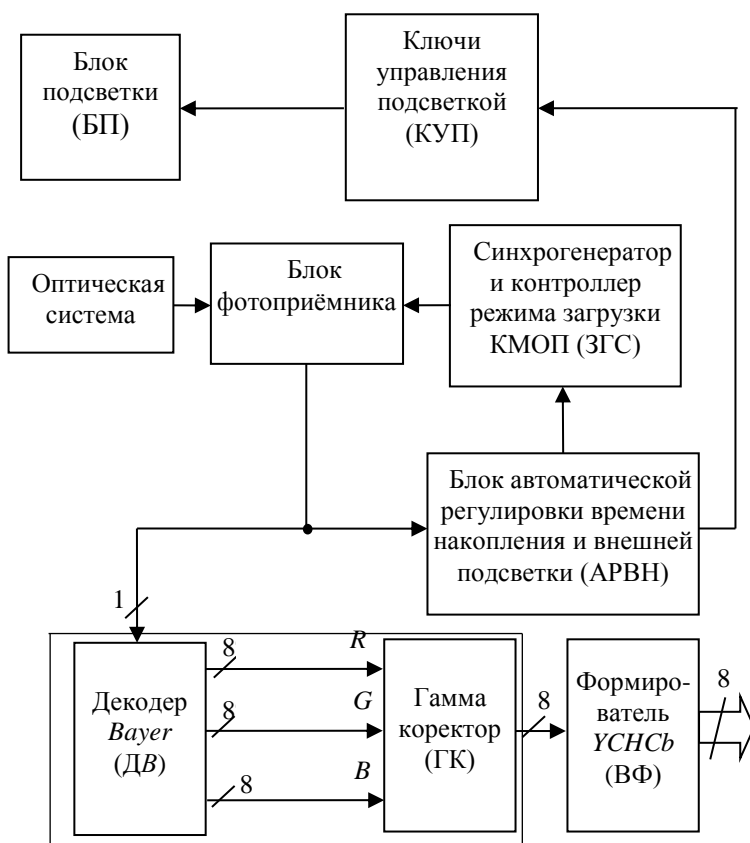 Блок
подсветки
(БП)
Ключи
управления
подсветкой
(КУП)
Оптическая
система
Блок
фотоприёмника
Синхрогенератор
и контроллер
режима загрузки
КМОП (ЗГС)
Блок автоматической
регулировки времени
накопления и внешней
подсветки (АРВН)
1
Декодер
Bayer
(ДВ)
8
R
8
G
8
B
Гамма
коректор
(ГК)
8
Формиро-
ватель
YCHCb
(ВФ)
8